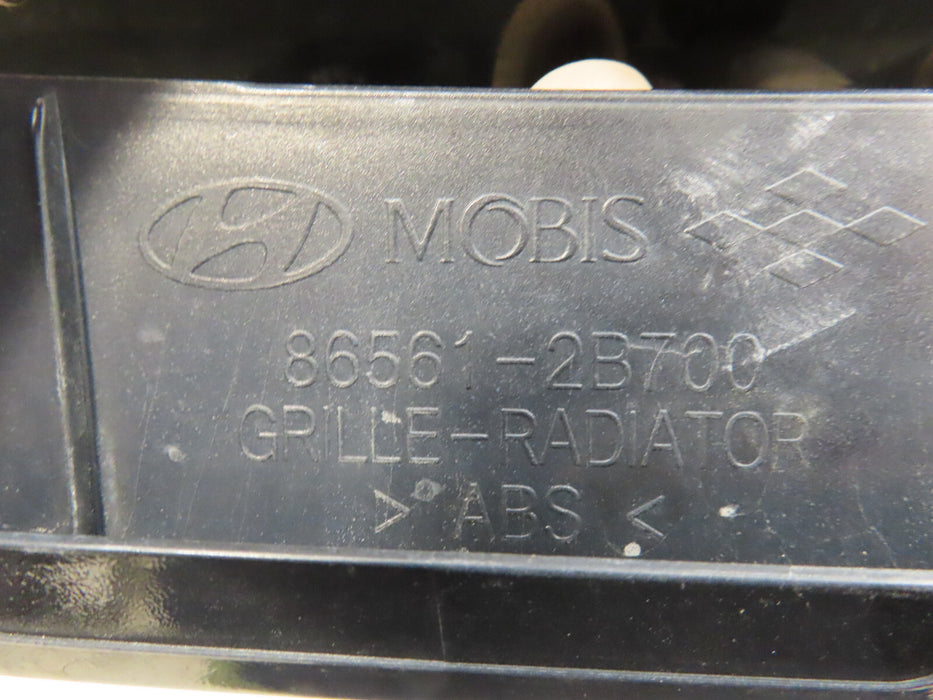 MOBIS
86561-2B700
GRILLE-RADIATOR
> ABS <